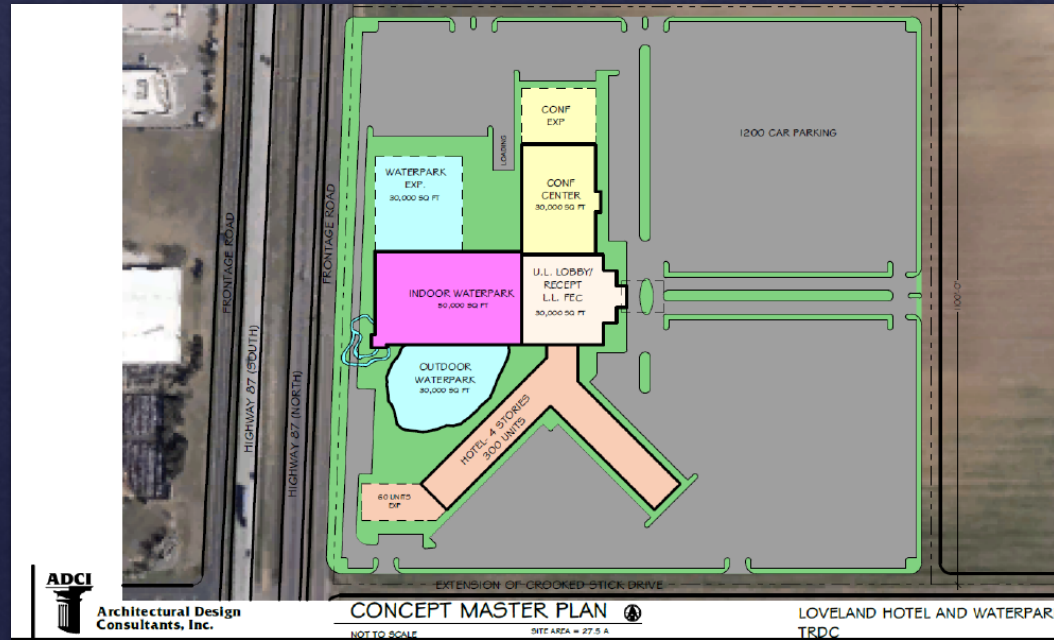 CONF
EXP
1200 CAR PARKING
LOADING
WATERPARK
EXP.
30,000 SQ FT
CONF
CENTER
30,000 SQ FT
FRONTAGE ROAD
FRONTAGE ROAD
U.L. LOBBY/
RECEPT
L.L. FEC
30,000 SQ FT
INDOOR WATERPARK
50,000 SQ FT
HIGHWAY 87 (SOUTH)
HIGHWAY 87 (NORTH)
OUTDOOR
WATERPARK
30,000 SQ FT
HOTEL- 4 STORIES
300 UNITS
60 UNITS
EXP
EXTENSION OF CROOKED STICK DRIVE
ADCI
Architectural Design
Consultants, Inc.
CONCEPT MASTER PLAN
NOT TO SCALE
SITE AREA = 27.5 A
LOVELAND HOTEL AND WATERPAR
TRDC